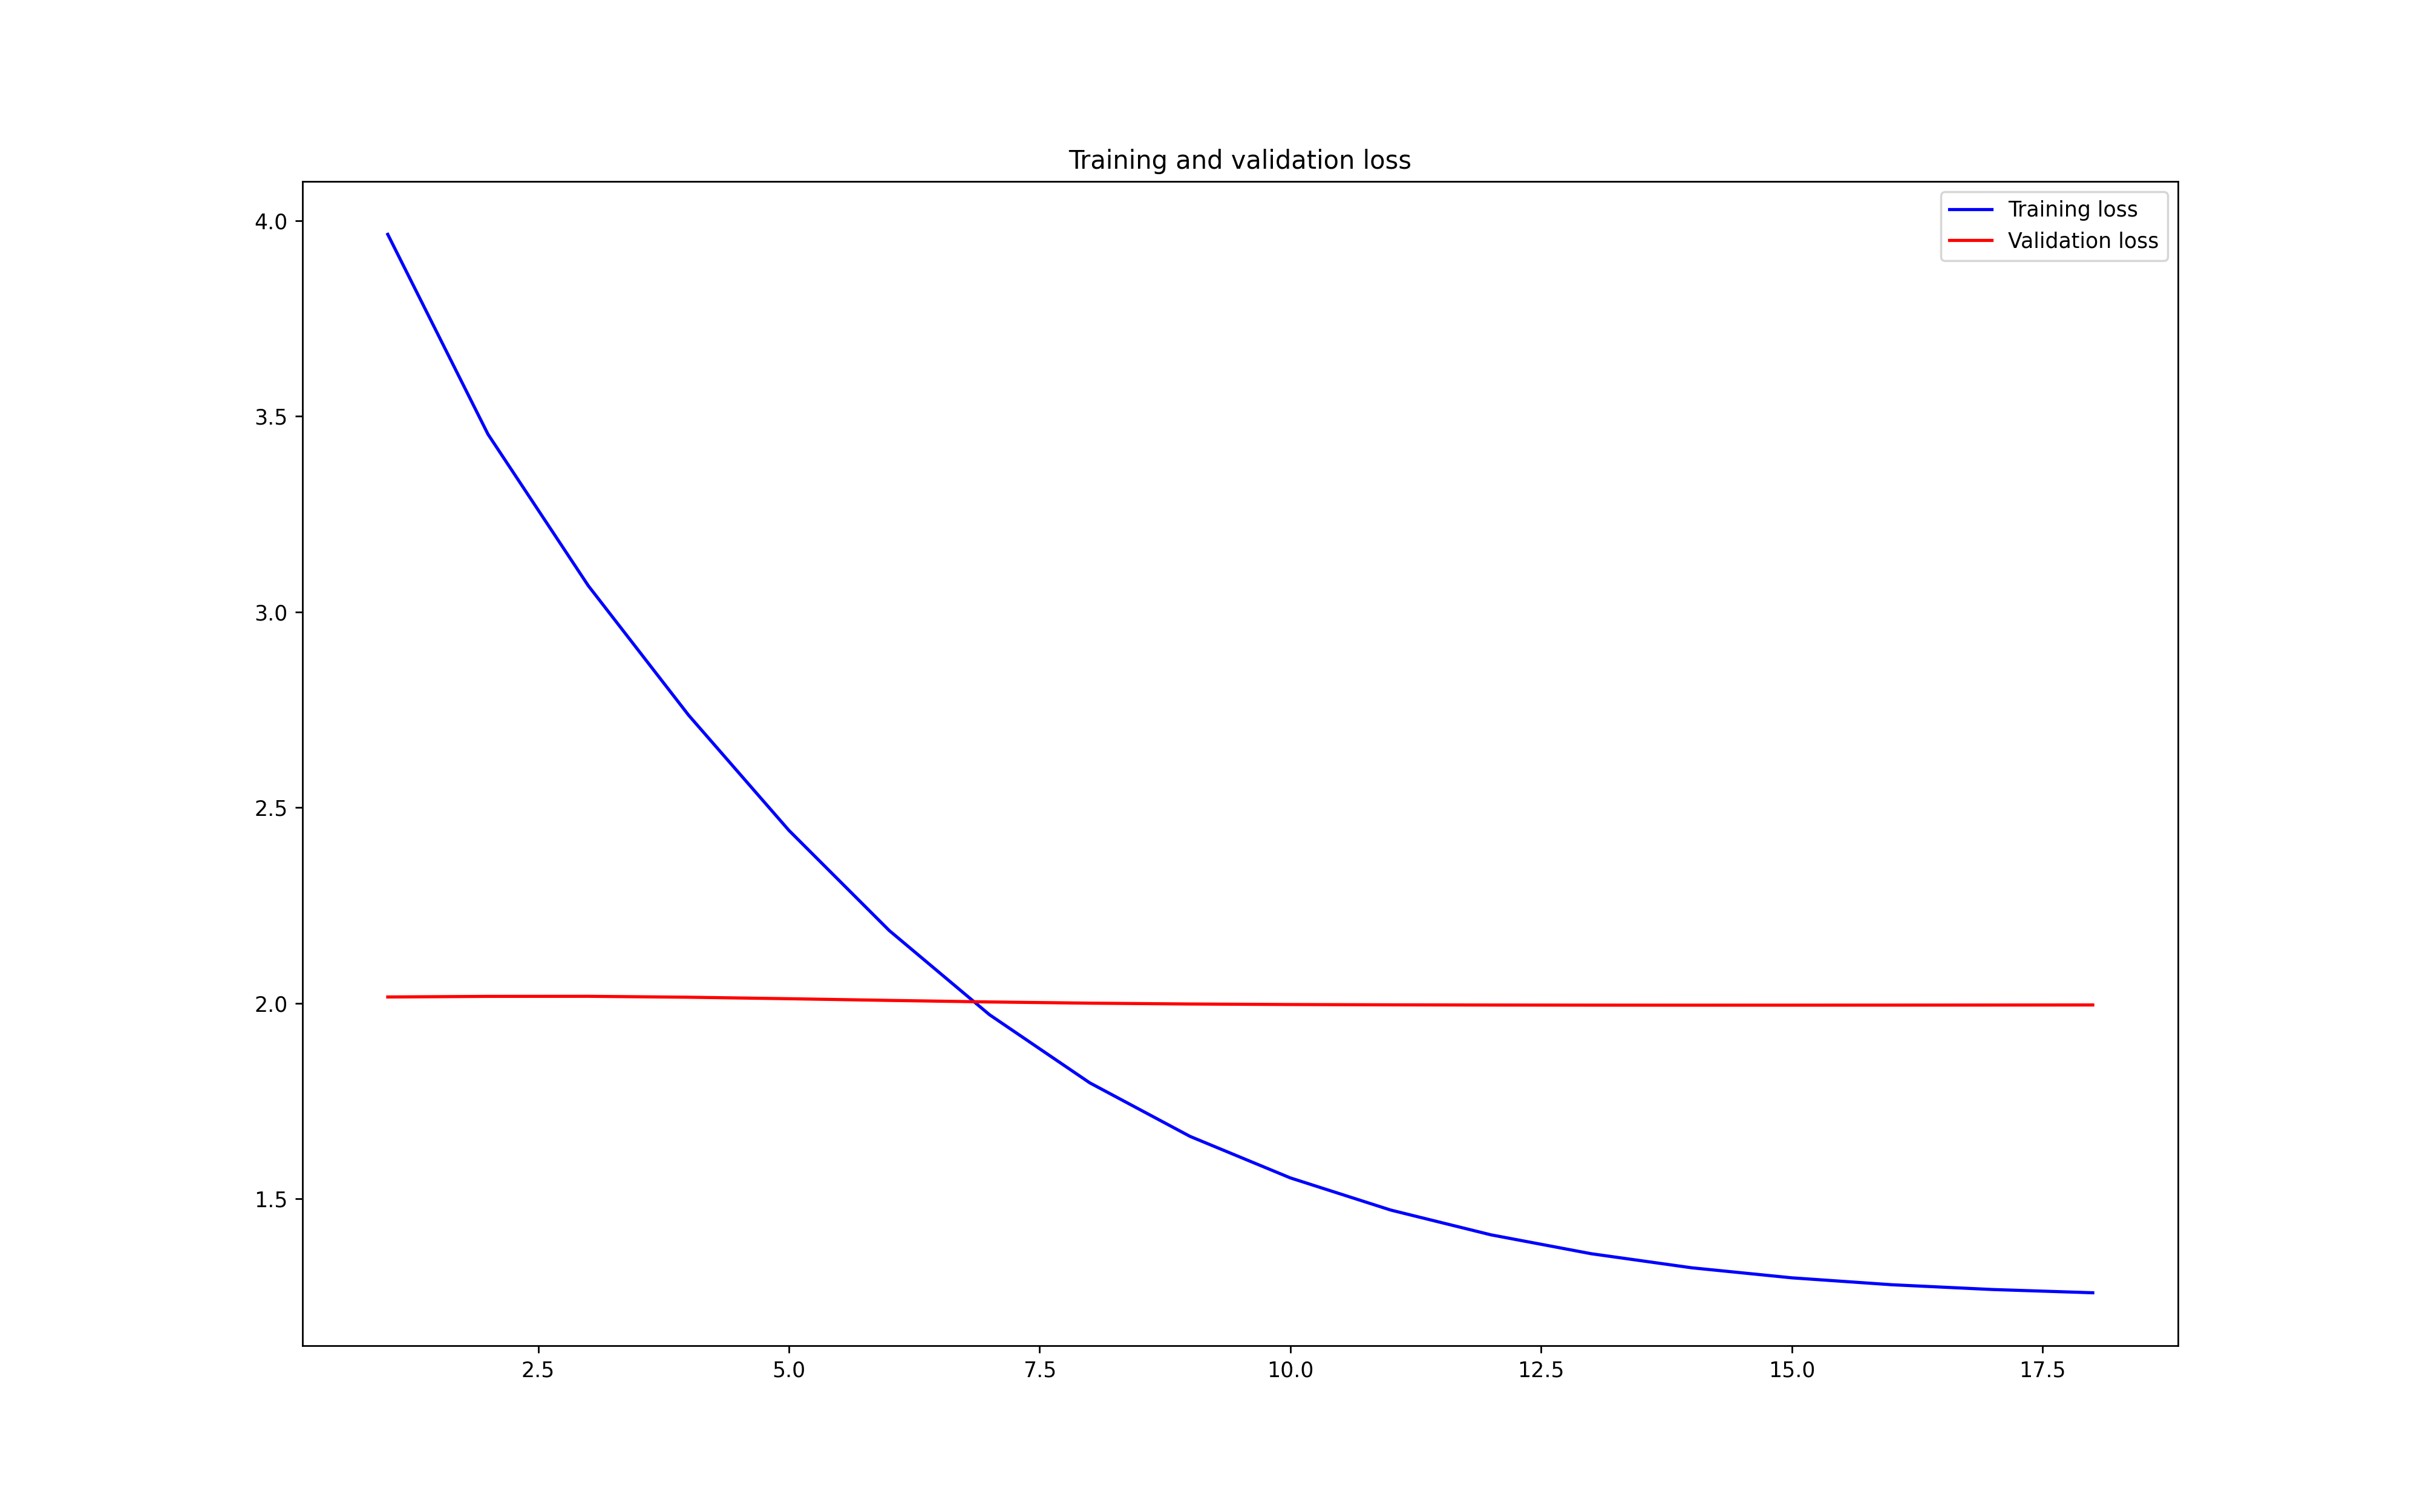 Training and validation loss
Training loss
Validation loss
4.0
3.5
3.0
2.5
2.0
1.5
2.5 5.0 7.5 10.0 12.5 15.0 17.5